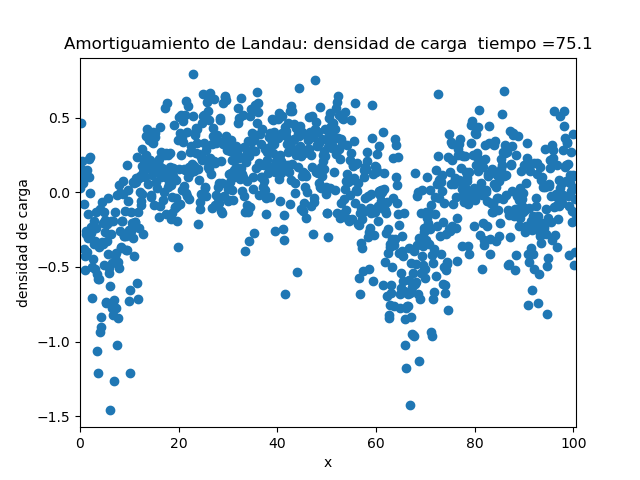 Amortiguamiento de Landau: densidad de carga  tiempo =75.1
densidad de carga
0.5
0.0
−0.5
−1.0
−1.5
0 20 40 60 80 100
x